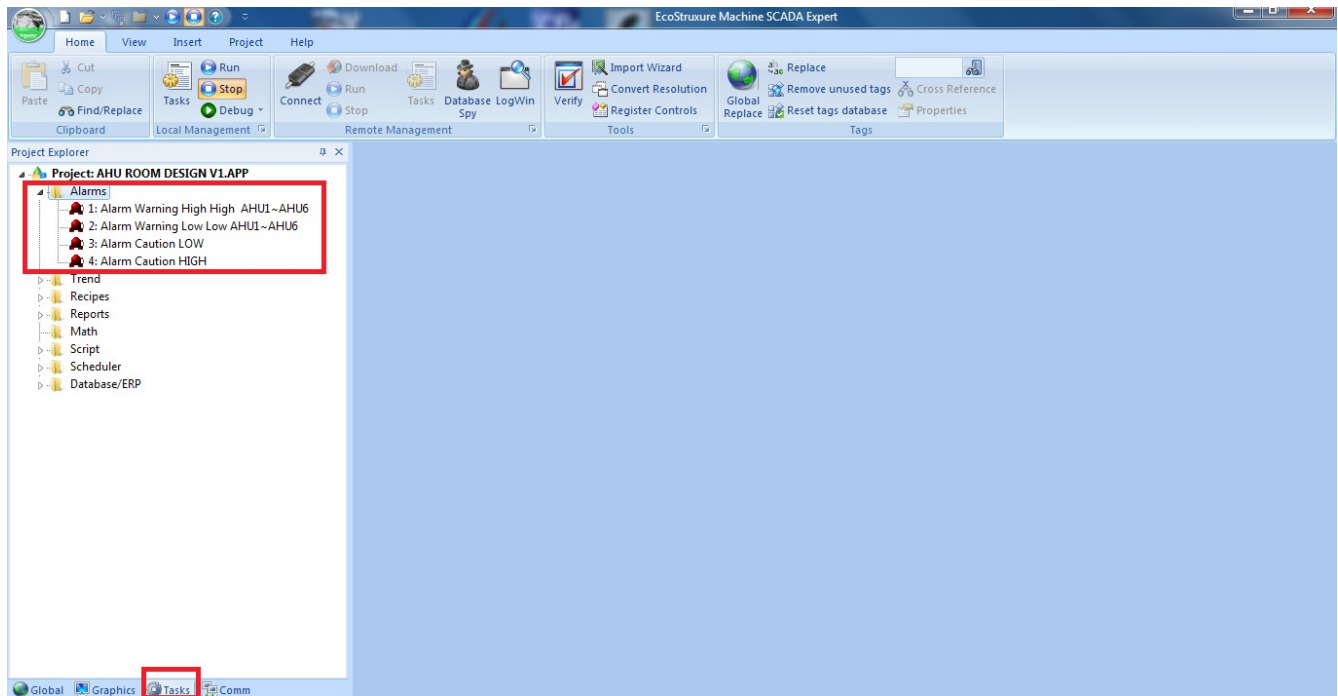 EcoStruxure Machine SCADA Expert
Home View Insert Project Help
Paste
Cut
Copy
Find/Replace
Clipboard
Tasks
Run
Stop
Debug
Local Management
Connect
Download
Run
Stop
Tasks
Database Spy
LogWin
Remote Management
Verify
Import Wizard
Convert Resolution
Register Controls
Tools
Global Replace
Replace
Remove unused tags
Reset tags database
Cross Reference
Properties
Tags
Project Explorer
Project: AHU ROOM DESIGN V1.APP
Alarms
1: Alarm Warning High High AHU1~AHU6
2: Alarm Warning Low Low AHU1~AHU6
3: Alarm Caution LOW
4: Alarm Caution HIGH
Trend
Recipes
Reports
Math
Script
Scheduler
Database/ERP
Global Graphics Tasks Comm